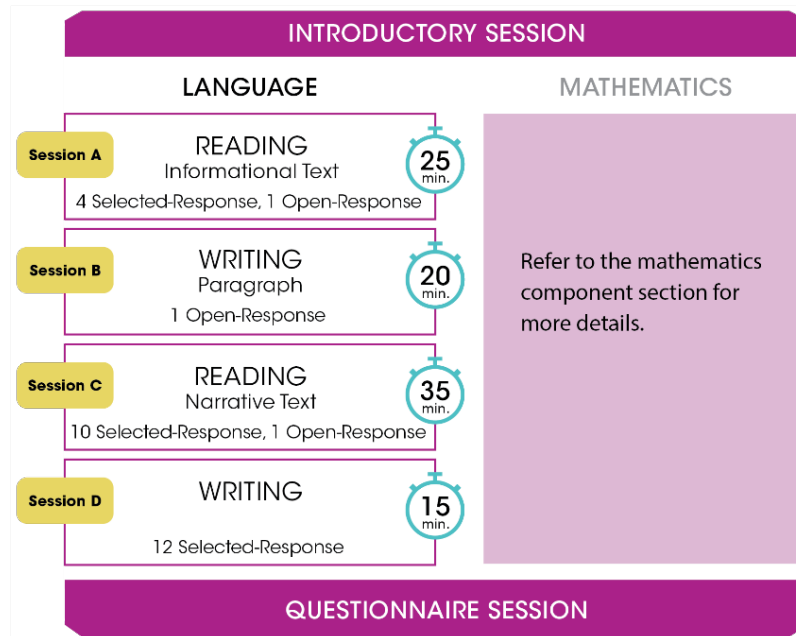 INTRODUCTORY SESSION
LANGUAGE
Session A
READING
Informational Text
4 Selected-Response, 1 Open-Response
25
min.
Session B
WRITING
Paragraph
1 Open-Response
20
min.
Session C
READING
Narrative Text
10 Selected-Response, 1 Open-Response
35
min.
Session D
WRITING
12 Selected-Response
15
min.
MATHEMATICS
Refer to the mathematics
component section for
more details.
QUESTIONNAIRE SESSION